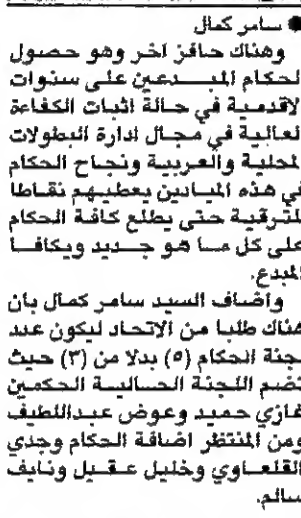 ● سامر كمال
وهناك حافز اخر وهو حصول
لحكام المبدعين على سنوات
لاقدمية في حالة اثبات الكفاءة
لعالية في مجال ادارة البطولات
لمحلية والعربية ونجاح الحكام
في هذه الميادين يعطيهم نقاطا
للترقية حتى يطلع كافة الحكام
على كل ما هو جديد ويكافا
لمبدع.
واضاف السيد سامر كمال بان
هناك طلبا من الاتحاد ليكون عدد
لجنة الحكام (٥) بدلا من (٣) حيث
تضم اللجنة الحالية الحكمين
غازي حميد وعوض عبداللطيف
ومن المنتظر اضافة الحكام وجدي
القلعاوي وخليل عقيل ونايف
سالم.